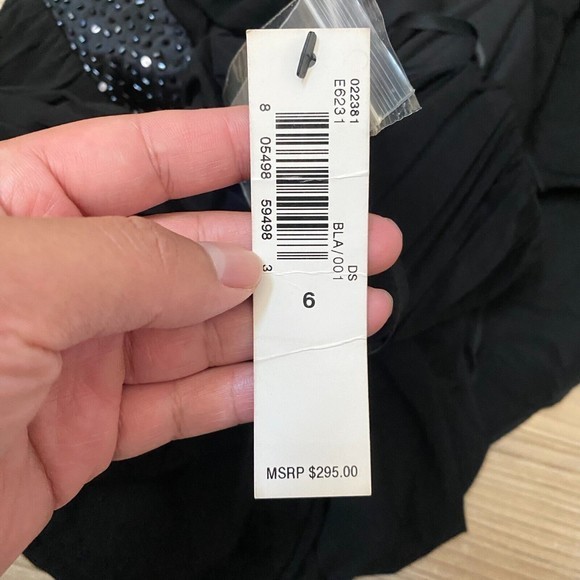 022381
E6231
DS
BLA/001
8 05498 59498 3
6
MSRP $295.00